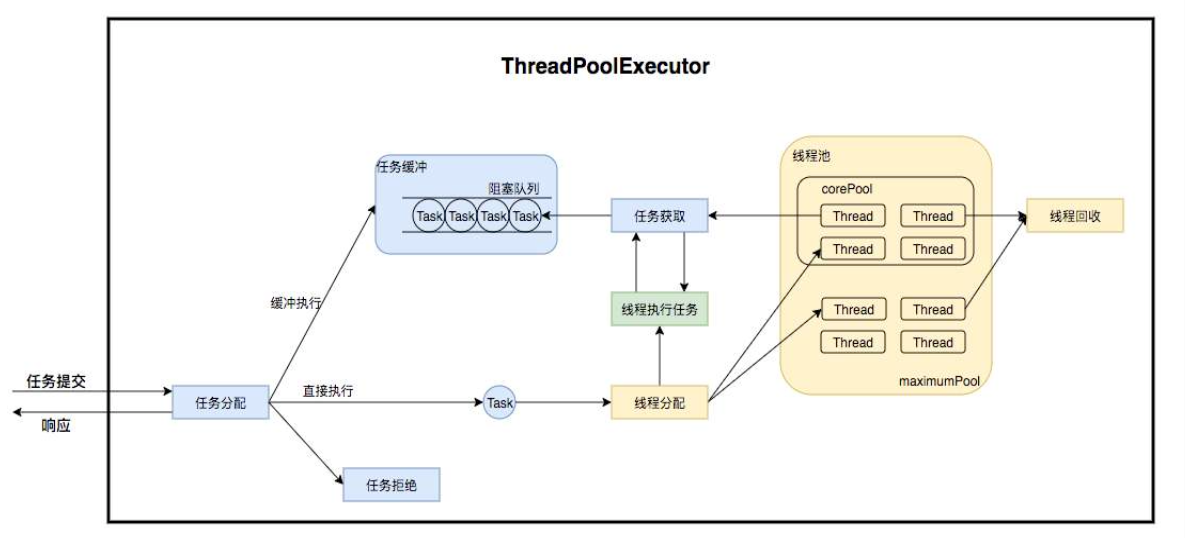 ThreadPoolExecutor
任务缓冲
阻塞队列
Task Task Task Task
任务获取
线程池
corePool
Thread Thread
Thread Thread
Thread Thread
Thread Thread
maximumPool
线程回收
缓冲执行
线程执行任务
任务提交
响应
任务分配
直接执行
Task
线程分配
任务拒绝